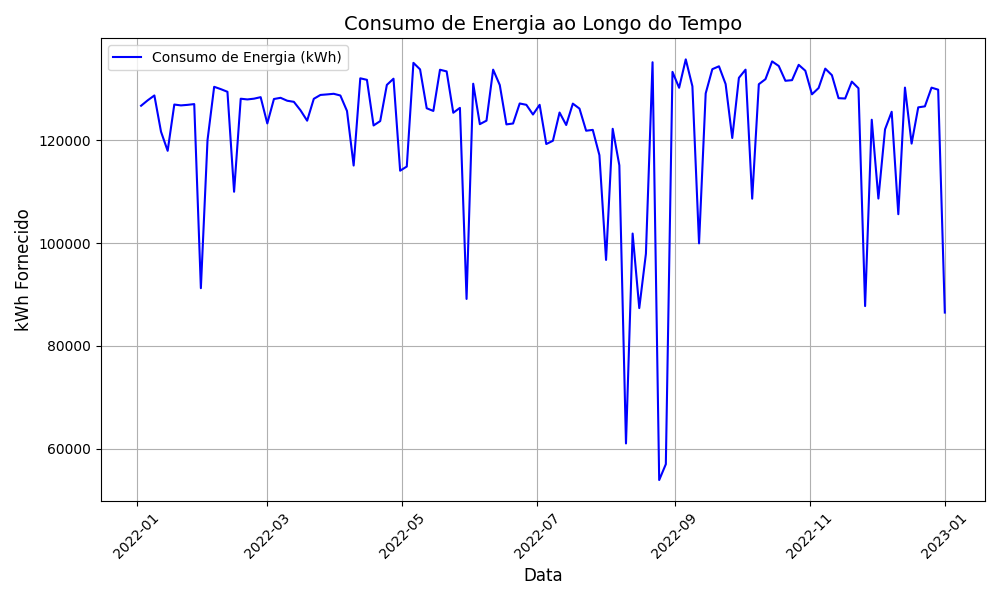 Consumo de Energia ao Longo do Tempo
Consumo de Energia (kWh)
kWh Fornecido
120000
100000
80000
60000
2022-01
2022-03
2022-05
2022-07
2022-09
2022-11
2023-01
Data